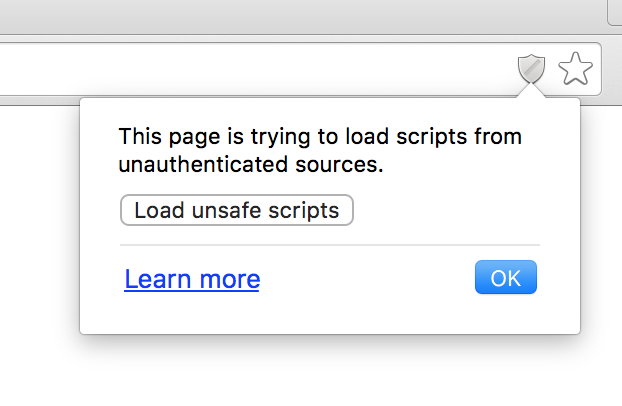 This page is trying to load scripts from
unauthenticated sources.
Load unsafe scripts
Learn more
OK